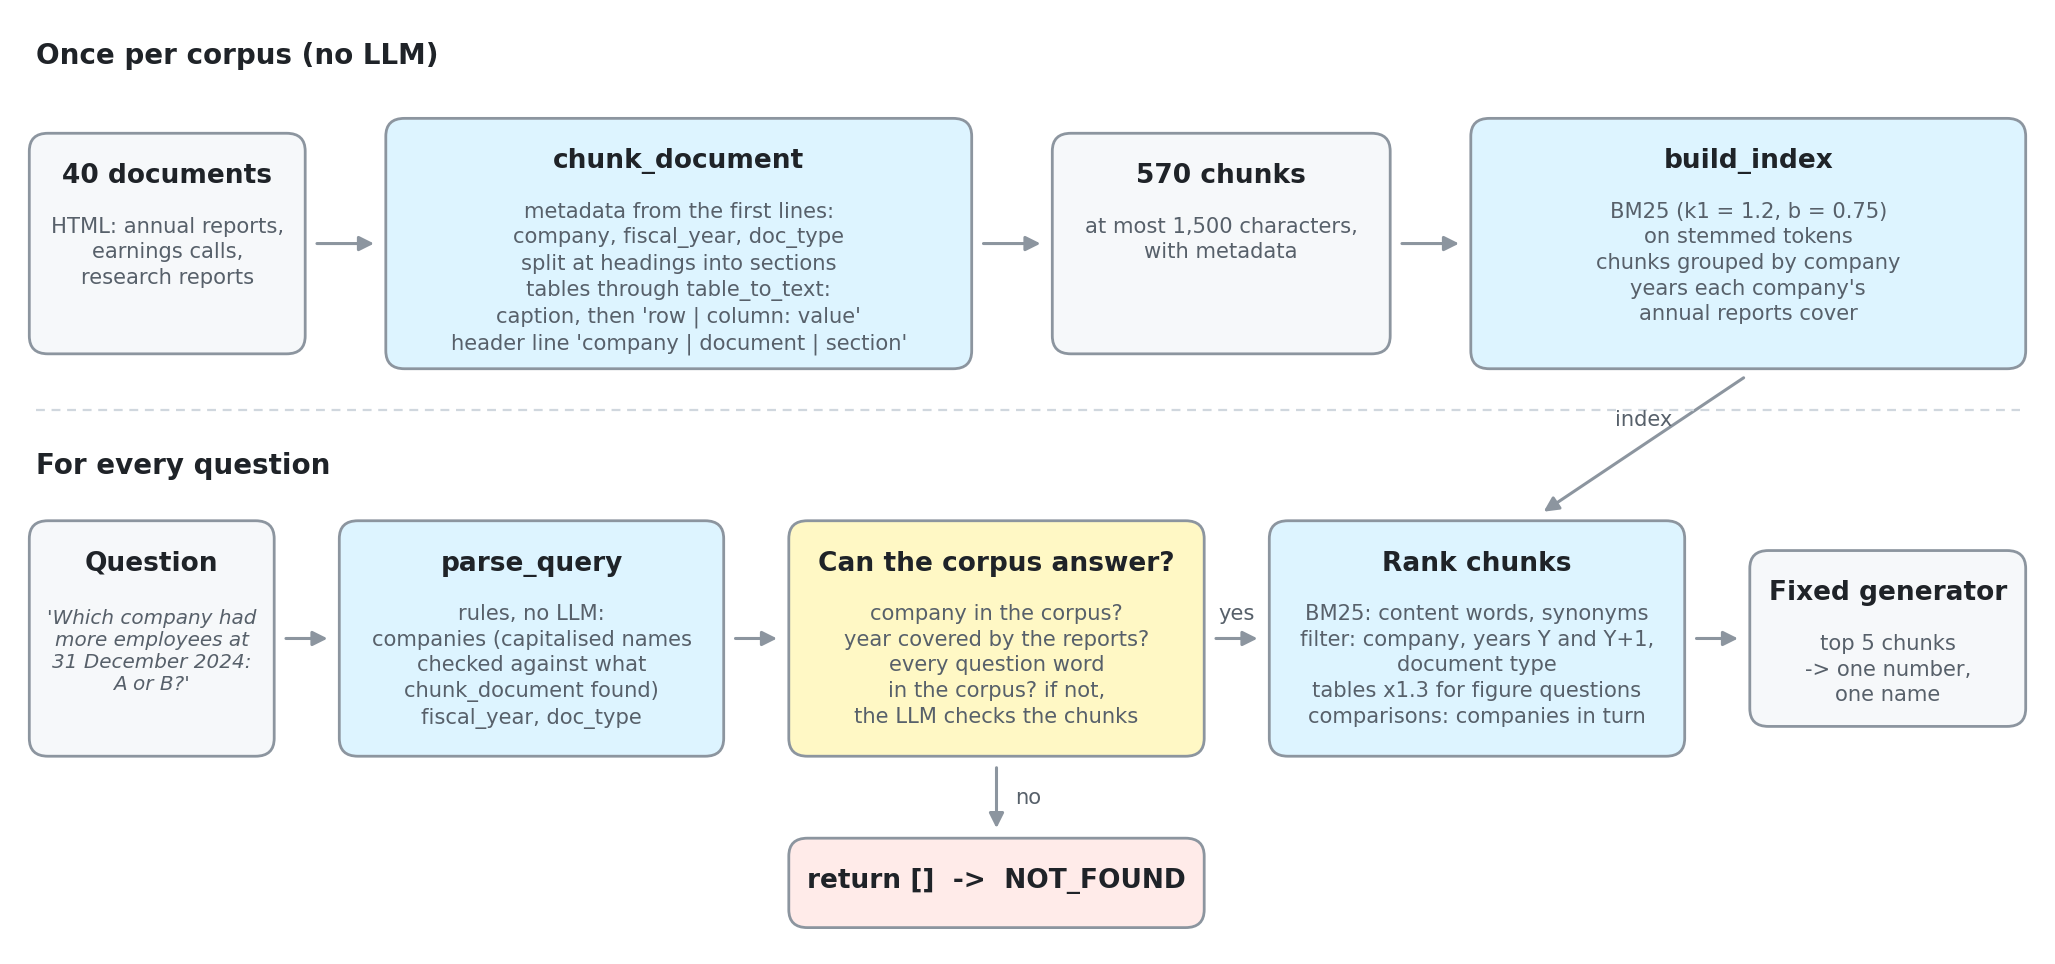 Once per corpus (no LLM)
40 documents
HTML: annual reports,
earnings calls,
research reports
chunk_document
metadata from the first lines:
company, fiscal_year, doc_type
split at headings into sections
tables through table_to_text:
caption, then 'row | column: value'
header line 'company | document | section'
570 chunks
at most 1,500 characters,
with metadata
build_index
BM25 (k1 = 1.2, b = 0.75)
on stemmed tokens
chunks grouped by company
years each company's
annual reports cover
index
For every question
Question
'Which company had
more employees at
31 December 2024:
A or B?'
parse_query
rules, no LLM:
companies (capitalised names
checked against what
chunk_document found)
fiscal_year, doc_type
Can the corpus answer?
company in the corpus?
year covered by the reports?
every question word
in the corpus? if not,
the LLM checks the chunks
yes
Rank chunks
BM25: content words, synonyms
filter: company, years Y and Y+1,
document type
tables x1.3 for figure questions
comparisons: companies in turn
Fixed generator
top 5 chunks
-> one number,
one name
no
return [] -> NOT_FOUND